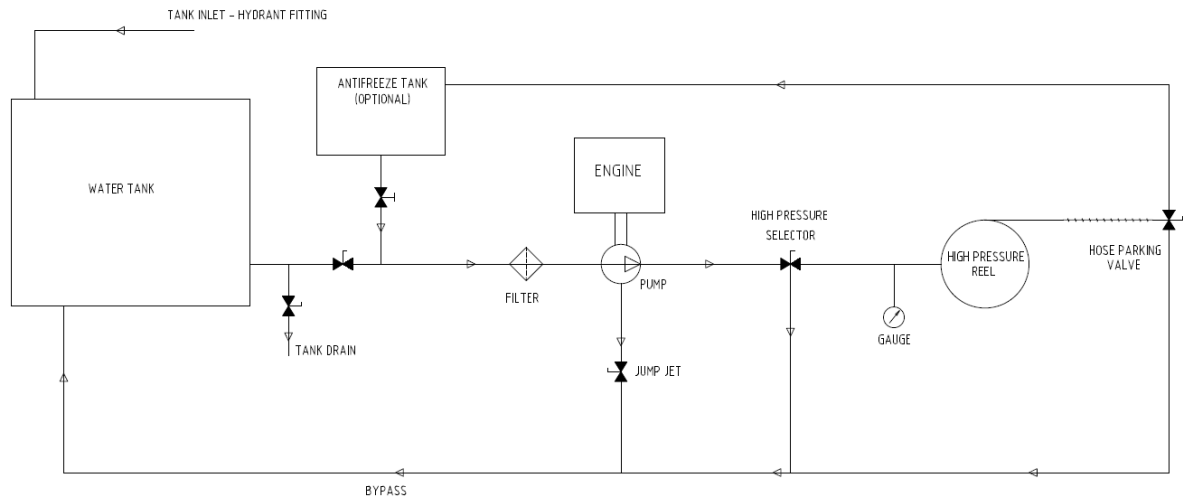 TANK INLET - HYDRANT FITTING
ANTIFREEZE TANK
(OPTIONAL)
ENGINE
WATER TANK
HIGH PRESSURE
SELECTOR
HIGH PRESSURE
REEL
HOSE PARKING
VALVE
FILTER
PUMP
GAUGE
TANK DRAIN
JUMP JET
BYPASS